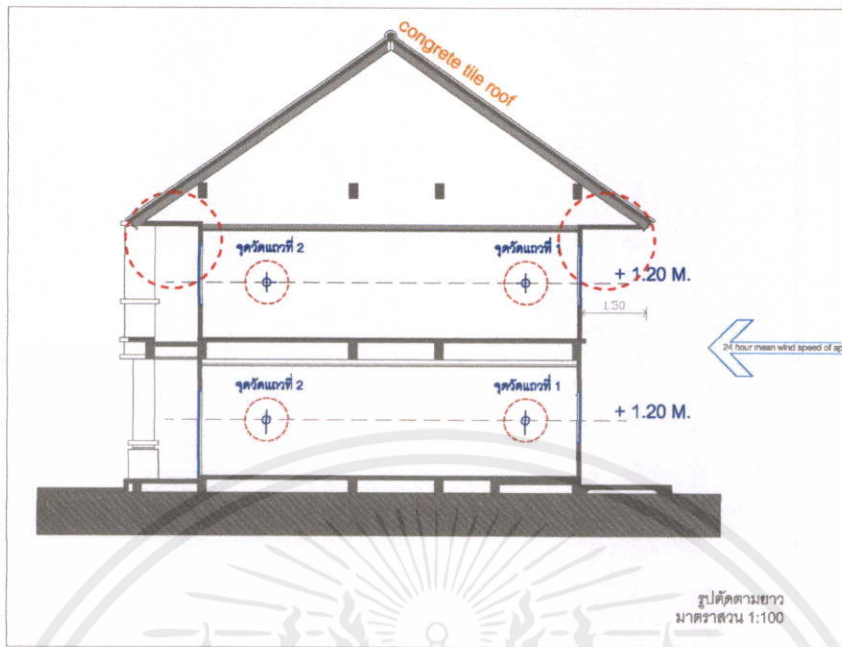 congrete tile roof
จุดวัดแถวที่ 2
จุดวัดแถวที่ 1
+ 1.20 M.
1.50
24 hour mean wind speed of ap
จุดวัดแถวที่ 2
จุดวัดแถวที่ 1
+ 1.20 M.
รูปตัดตามยาว
มาตราส่วน 1:100